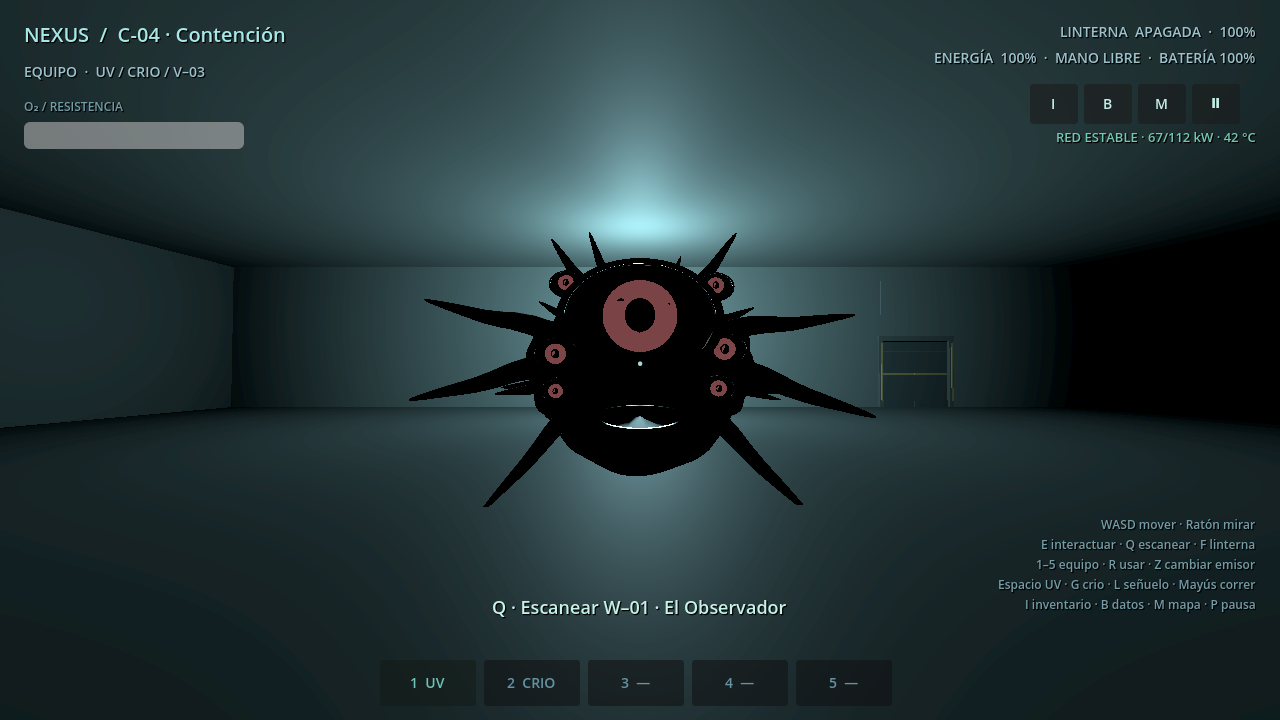 NEXUS / C-04 · Contención
EQUIPO · UV / CRIO / V–03
O₂ / RESISTENCIA
LINTERNA APAGADA · 100%
ENERGÍA 100% · MANO LIBRE · BATERÍA 100%
I B M II
RED ESTABLE · 67/112 kW · 42 °C
WASD mover · Ratón mirar
E interactuar · Q escanear · F linterna
1–5 equipo · R usar · Z cambiar emisor
Espacio UV · G crio · L señuelo · Mayús correr
I inventario · B datos · M mapa · P pausa
Q · Escanear W–01 · El Observador
1 UV 2 CRIO 3 — 4 — 5 —